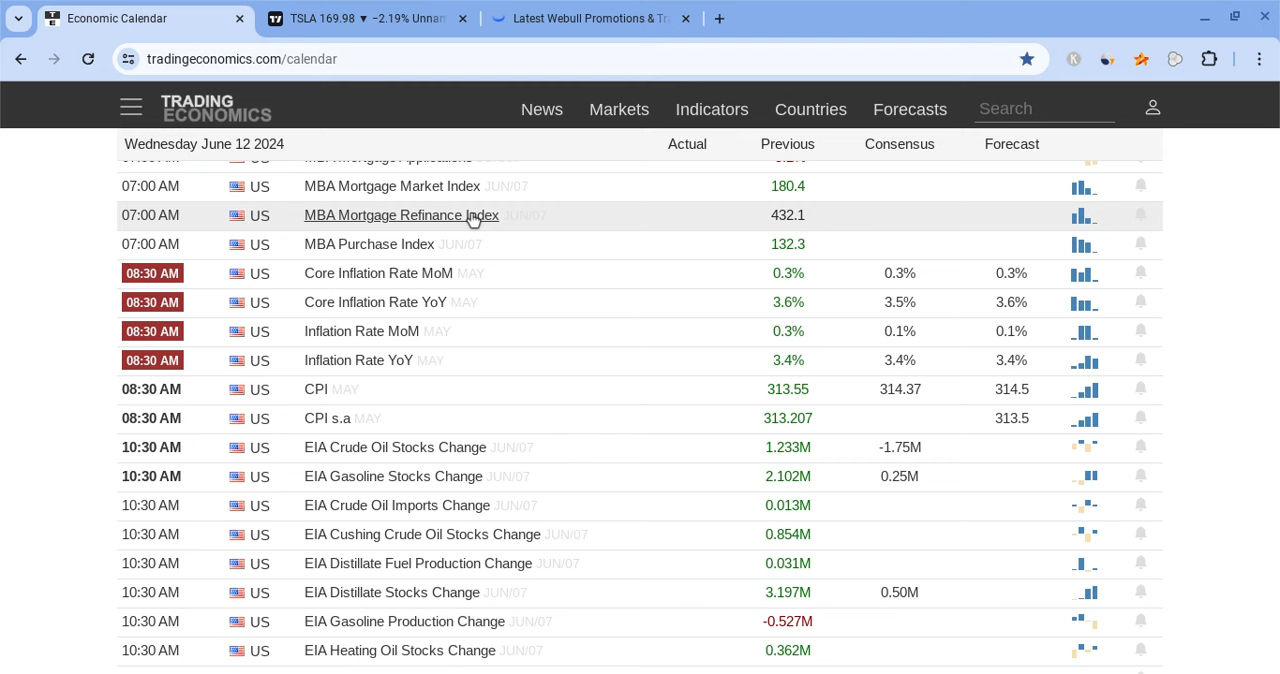 Economic Calendar
TSLA 169.98 ▼ −2.19% Unnan
Latest Webull Promotions & Tr
tradingeconomics.com/calendar
K
TRADING
ECONOMICS
News Markets Indicators Countries Forecasts Search
Wednesday June 12 2024 Actual Previous Consensus Forecast
07:00 AM US MBA Mortgage Market Index JUN/07 180.4
07:00 AM US MBA Mortgage Refinance Index JUN/07 432.1
07:00 AM US MBA Purchase Index JUN/07 132.3
08:30 AM US Core Inflation Rate MoM MAY 0.3% 0.3% 0.3%
08:30 AM US Core Inflation Rate YoY MAY 3.6% 3.5% 3.6%
08:30 AM US Inflation Rate MoM MAY 0.3% 0.1% 0.1%
08:30 AM US Inflation Rate YoY MAY 3.4% 3.4% 3.4%
08:30 AM US CPI MAY 313.55 314.37 314.5
08:30 AM US CPI s.a MAY 313.207 313.5
10:30 AM US EIA Crude Oil Stocks Change JUN/07 1.233M -1.75M
10:30 AM US EIA Gasoline Stocks Change JUN/07 2.102M 0.25M
10:30 AM US EIA Crude Oil Imports Change JUN/07 0.013M
10:30 AM US EIA Cushing Crude Oil Stocks Change JUN/07 0.854M
10:30 AM US EIA Distillate Fuel Production Change JUN/07 0.031M
10:30 AM US EIA Distillate Stocks Change JUN/07 3.197M 0.50M
10:30 AM US EIA Gasoline Production Change JUN/07 -0.527M
10:30 AM US EIA Heating Oil Stocks Change JUN/07 0.362M